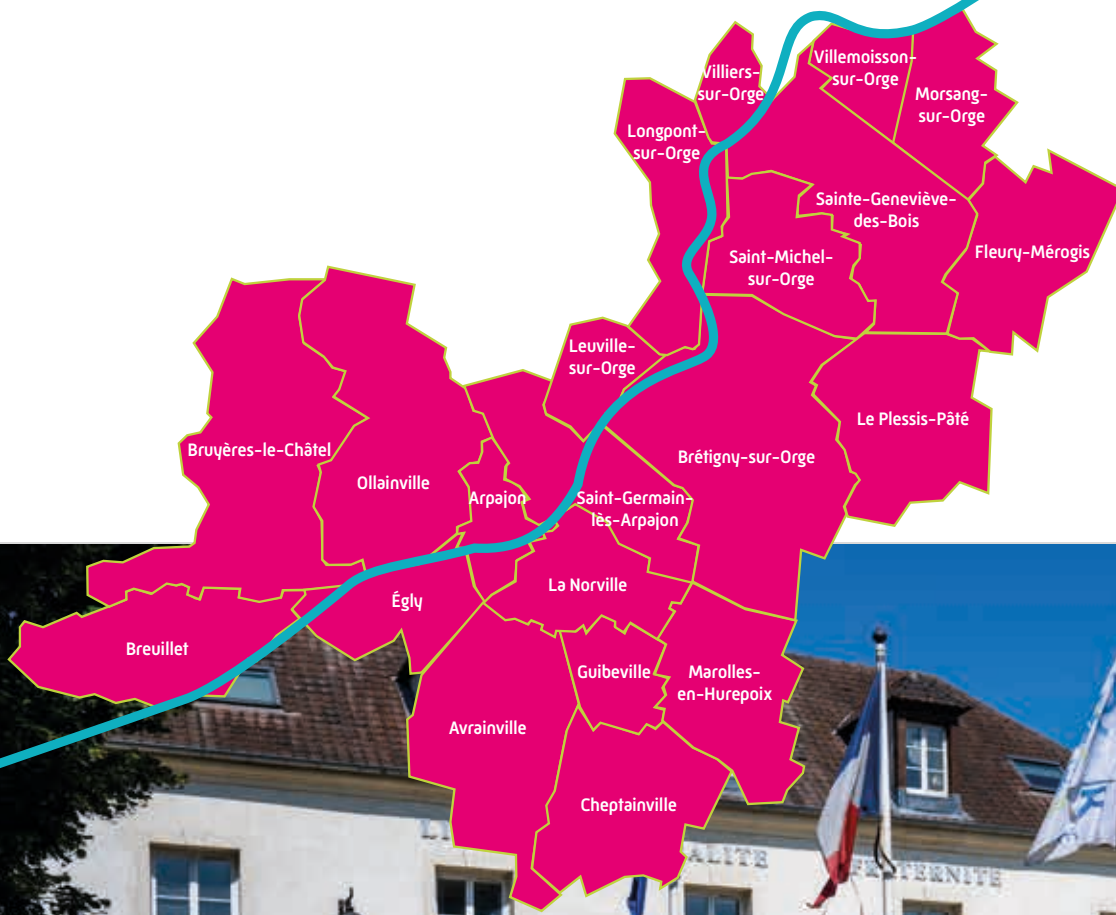 Villiers-
sur-Orge
Villemoisson-
sur-Orge
Morsang-
sur-Orge
Longpont-
sur-Orge
Sainte-Geneviève-
des-Bois
Fleury-Mérogis
Saint-Michel-
sur-Orge
Leuville-
sur-Orge
Le Plessis-Pâté
Brétigny-sur-Orge
Bruyères-le-Châtel
Ollainville
Arpajon
Saint-Germain-
lès-Arpajon
La Norville
Égly
Breuillet
Guibeville
Marolles-
en-Hurepoix
Avrainville
Cheptainville
FRATERNITE